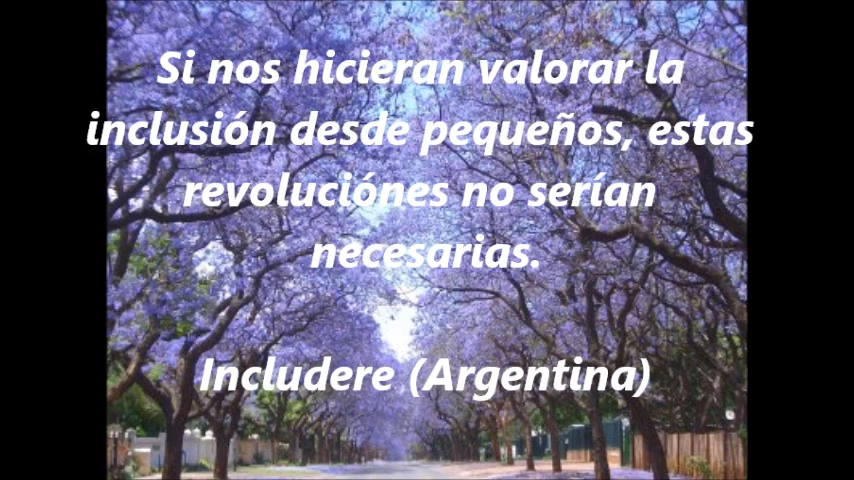 Si nos hicieran valorar la
inclusión desde pequeños, estas
revoluciónes no serían
necesarias.
Includere (Argentina)